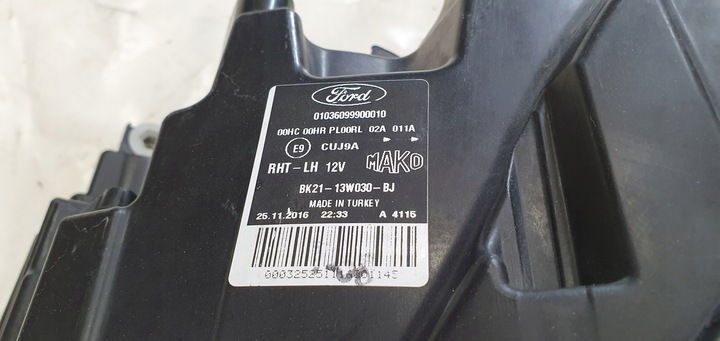 Ford
01036099900010
00HC 00HR PL00RL 02A 011A
E9 CUJ9A
RHT-LH 12V MAKO
BK21-13W030-BJ
MADE IN TURKEY
25.11.2016 22:33 A 4115